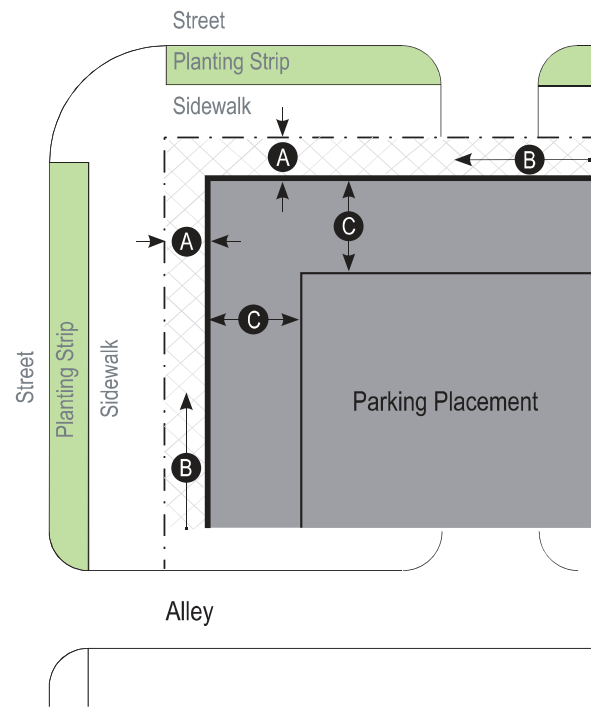 Street
Planting Strip
Sidewalk
A
B
A
C
C
Street
Planting Strip
Sidewalk
Parking Placement
B
Alley